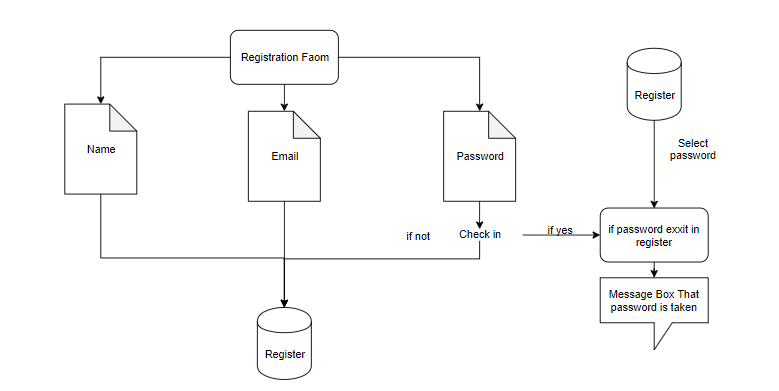 Registration Faom
Register
Name
Email
Password
Select
password
if not
Check in
if yes
if password exxit in
register
Message Box That
password is taken
Register